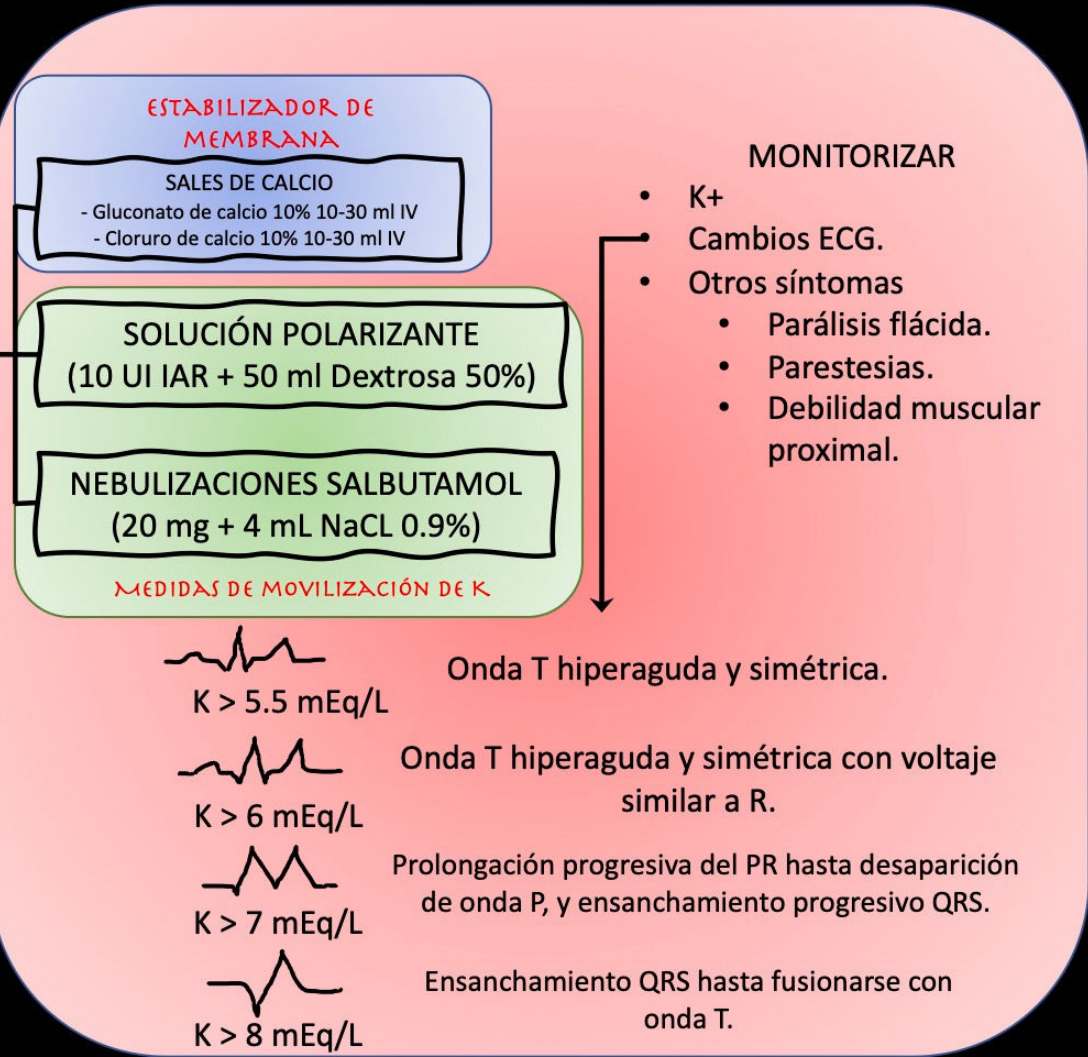 ESTABILIZADOR DE
MEMBRANA
SALES DE CALCIO
- Gluconato de calcio 10% 10-30 ml IV
- Cloruro de calcio 10% 10-30 ml IV
SOLUCIÓN POLARIZANTE
(10 UI IAR + 50 ml Dextrosa 50%)
NEBULIZACIONES SALBUTAMOL
(20 mg + 4 mL NaCL 0.9%)
MEDIDAS DE MOVILIZACIÓN DE K
MONITORIZAR
• K+
• Cambios ECG.
• Otros síntomas
• Parálisis flácida.
• Parestesias.
• Debilidad muscular
proximal.
K > 5.5 mEq/L
Onda T hiperaguda y simétrica.
K > 6 mEq/L
Onda T hiperaguda y simétrica con voltaje
similar a R.
K > 7 mEq/L
Prolongación progresiva del PR hasta desaparición
de onda P, y ensanchamiento progresivo QRS.
K > 8 mEq/L
Ensanchamiento QRS hasta fusionarse con
onda T.